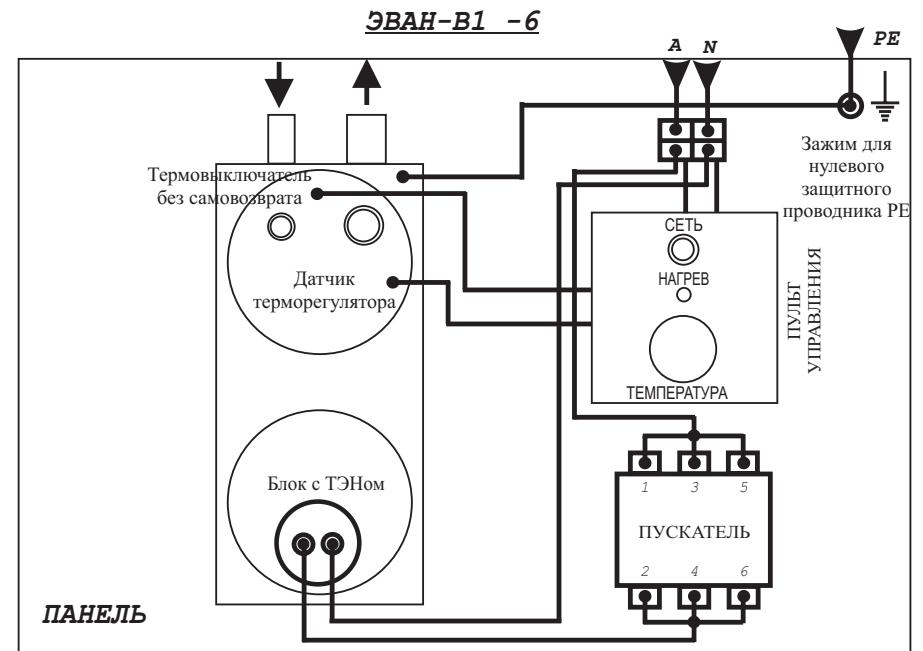 ЭВАН-В1 -6
A N
PE
Зажим для
нулевого
защитного
проводника PE
Термовыключатель
без самовозврата
Датчик
терморегулятора
СЕТЬ
НАГРЕВ
ТЕМПЕРАТУРА
ПУЛЬТ
УПРАВЛЕНИЯ
Блок с ТЭНом
1 3 5
ПУСКАТЕЛЬ
2 4 6
ПАНЕЛЬ